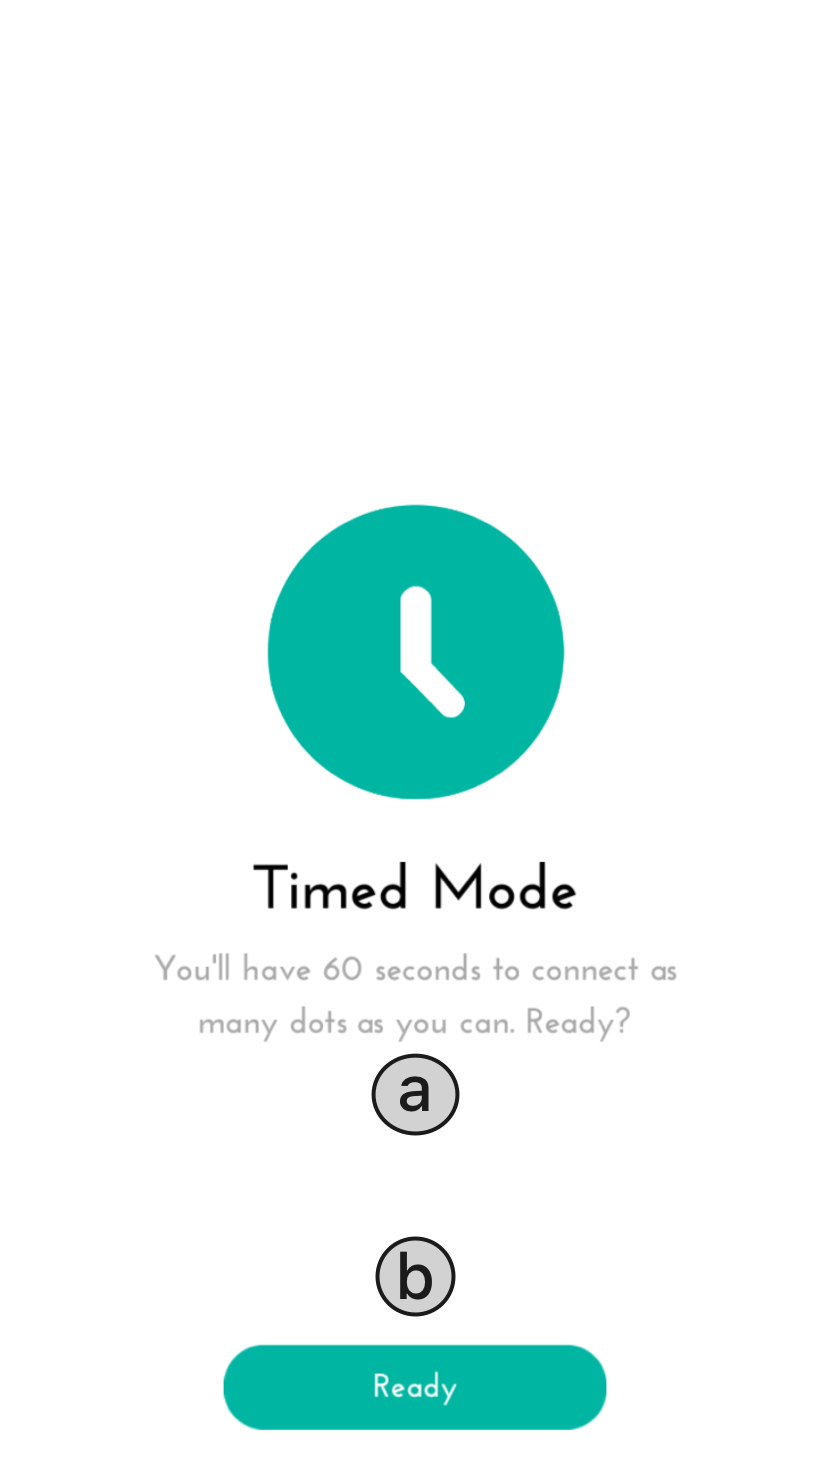 Timed Mode
You'll have 60 seconds to connect as
many dots as you can. Ready?
a
b
Ready